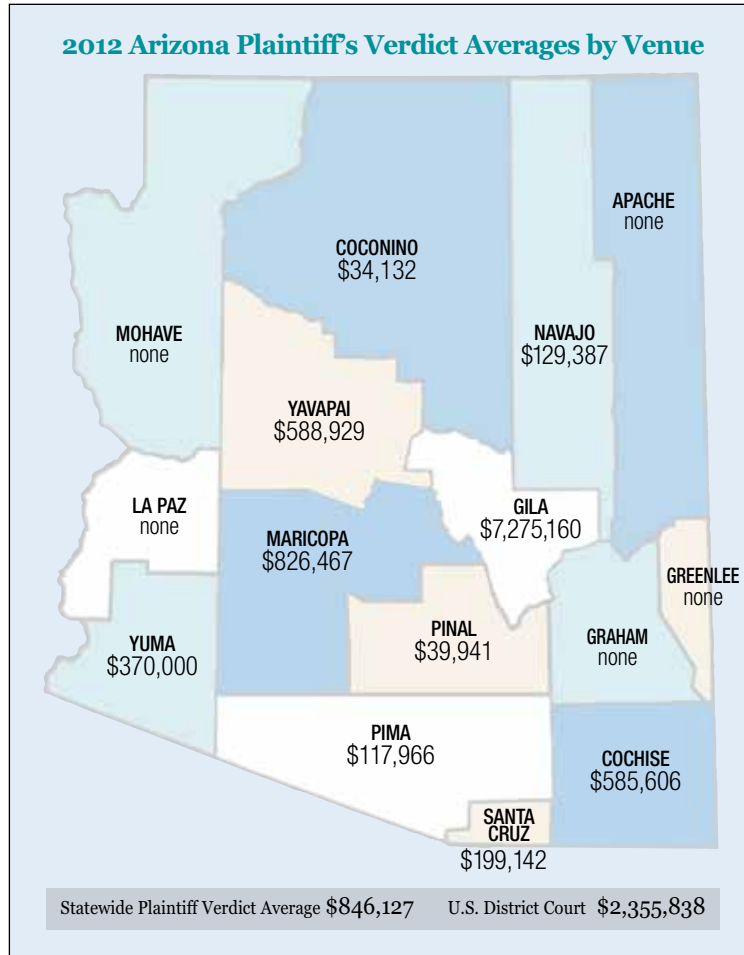 2012 Arizona Plaintiff's Verdict Averages by Venue
APACHE
none
COCONINO
$34,132
MOHAVE
none
NAVAJO
$129,387
YAVAPAI
$588,929
LA PAZ
none
GILA
$7,275,160
MARICOPA
$826,467
GREENLEE
none
YUMA
$370,000
PINAL
$39,941
GRAHAM
none
PIMA
$117,966
COCHISE
$585,606
SANTA
CRUZ
$199,142
Statewide Plaintiff Verdict Average $846,127 U.S. District Court $2,355,838